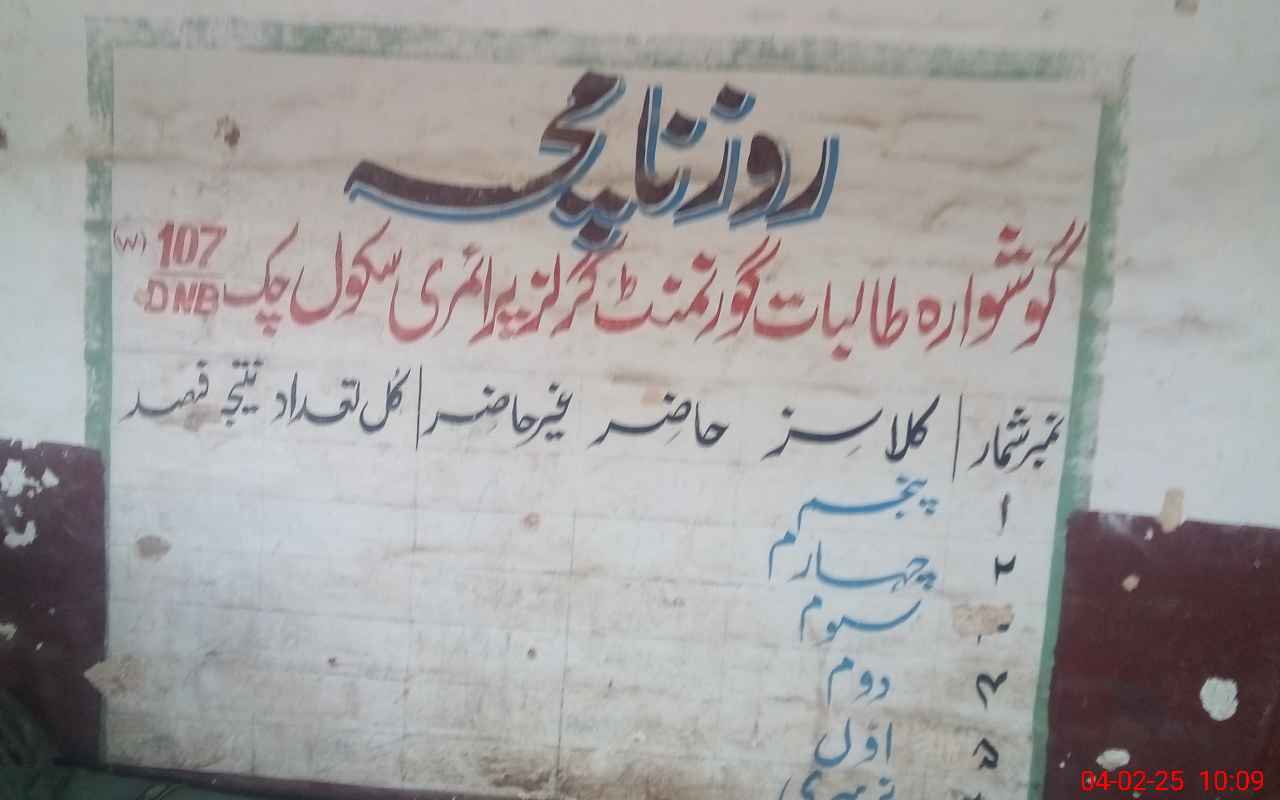 روزنامچہ
گوشوارہ طالبات گورنمنٹ گرلز پرائمری سکول چک 107/DNB (W)
نمبر شمار کلاسز حاضر غیر حاضر کل تعداد نتیجہ فیصد
۱ پنجم
۲ چہارم
سوم
۴ دوم
۵ اوّل
04-02-25 10:09